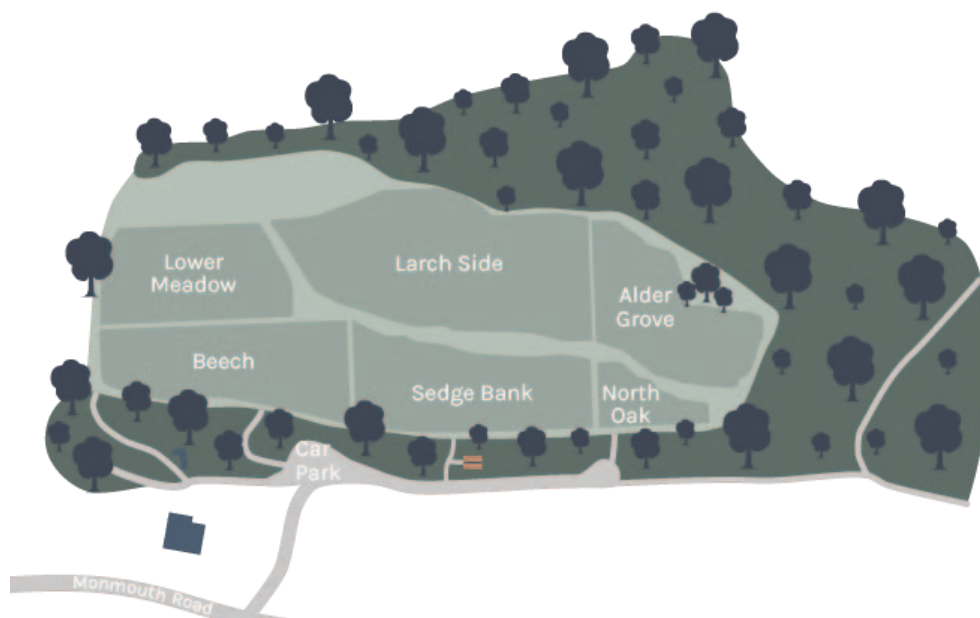 Lower
Meadow
Larch Side
Alder
Grove
Beech
Sedge Bank
North
Oak
Car
Park
Monmouth Road